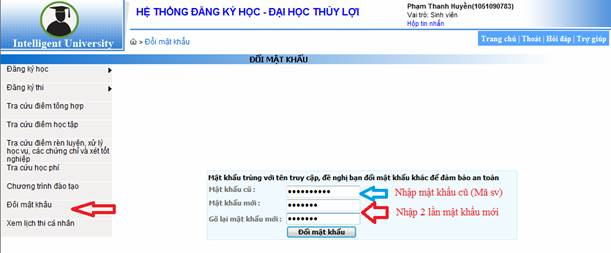 HỆ THỐNG ĐĂNG KÝ HỌC - ĐẠI HỌC THỦY LỢI
Phạm Thanh Huyền(1051090783)
Vai trò: Sinh viên
Hộp tin nhắn
Intelligent University
» Đổi mật khẩu
Trang chủ | Thoát | Hỏi đáp | Trợ giúp
ĐỔI MẬT KHẨU
Đăng ký học
Đăng ký thi
Tra cứu điểm tổng hợp
Tra cứu điểm học tập
Tra cứu điểm rèn luyện, xử lý
học vụ, các chứng chỉ và xét tốt
nghiệp
Tra cứu học phí
Chương trình đào tạo
Đổi mật khẩu
Xem lịch thi cá nhân
Mật khẩu trùng với tên truy cập, đề nghị bạn đổi mật khẩu khác để đảm bảo an toàn
Mật khẩu cũ :
Nhập mật khẩu cũ (Mã sv)
Mật khẩu mới :
Nhập 2 lần mật khẩu mới
Gõ lại mật khẩu mới :
Đổi mật khẩu